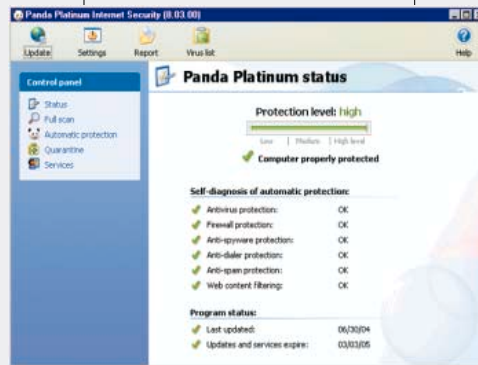 Panda Platinum Internet Security (8.03.00)
Update Settings Report Virus list Help
Control panel
Status
Full scan
Automatic protection
Quarantine
Services
Panda Platinum status
Protection level: high
Low | Medium | High level
Computer properly protected
Self-diagnosis of automatic protection:
Antivirus protection: OK
Firewall protection: OK
Anti-spyware protection: OK
Anti-dialer protection: OK
Anti-spam protection: OK
Web content filtering: OK
Program status:
Last updated: 06/30/04
Updates and services expire: 03/03/05